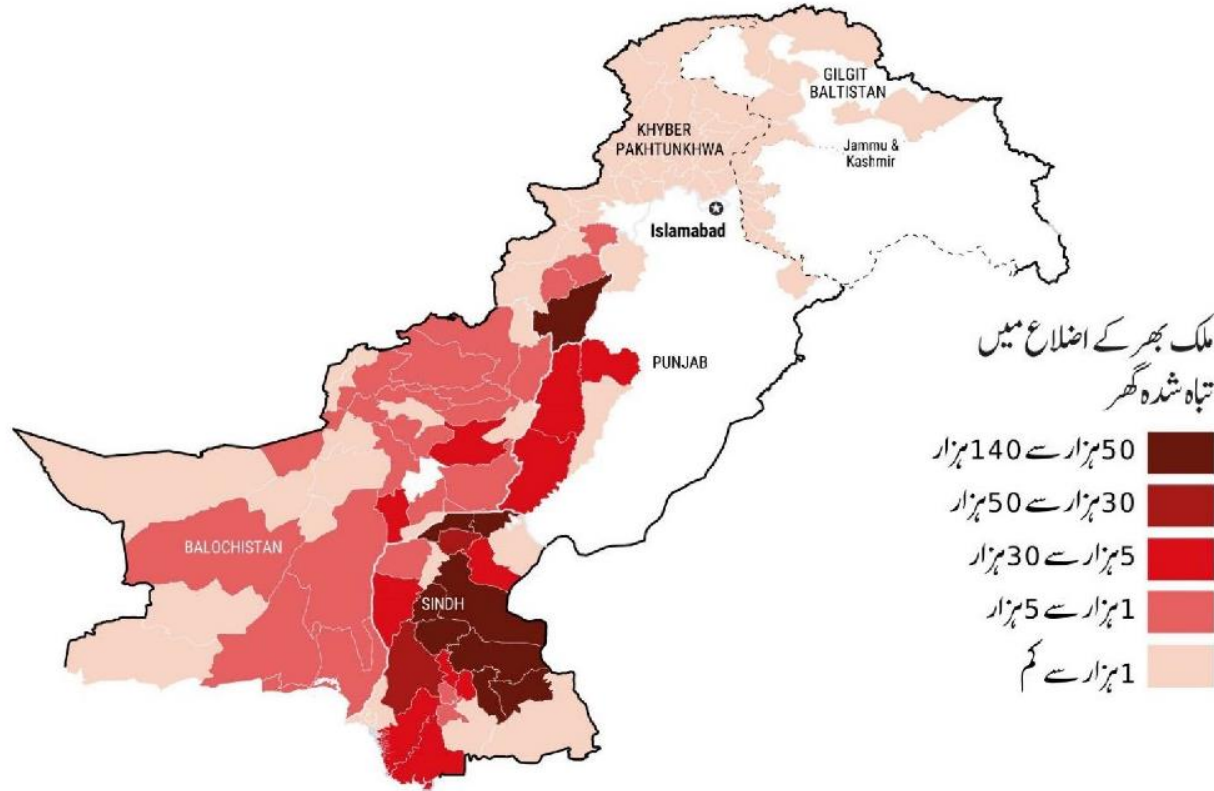 GILGIT
BALTISTAN
KHYBER
PAKHTUNKHWA
Jammu &
Kashmir
Islamabad
PUNJAB
BALOCHISTAN
SINDH
ملک بھر کے اضلاع میں
تباہ شدہ گھر
50ہزار سے 140ہزار
30ہزار سے 50ہزار
5ہزار سے 30ہزار
1ہزار سے 5ہزار
1ہزار سے کم